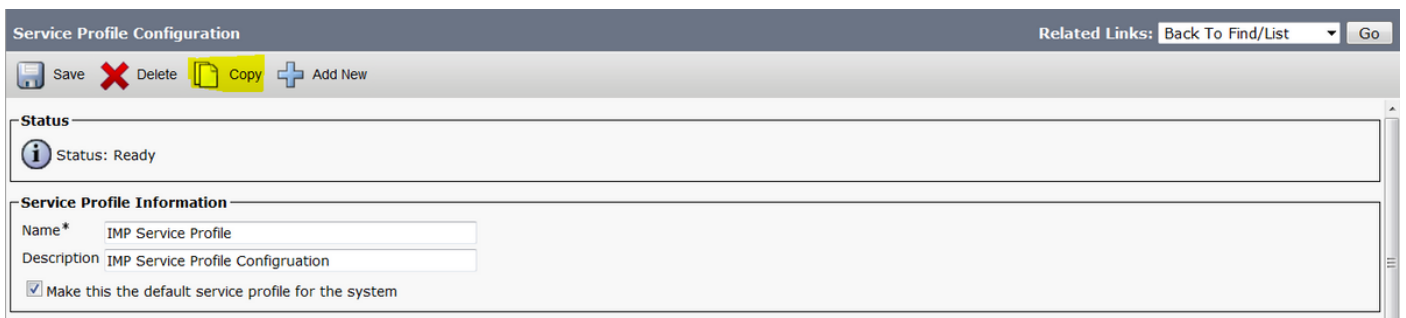 Service Profile Configuration Related Links: Back To Find/List Go
Save Delete Copy Add New
Status
Status: Ready
Service Profile Information
Name* IMP Service Profile
Description IMP Service Profile Configruation
Make this the default service profile for the system